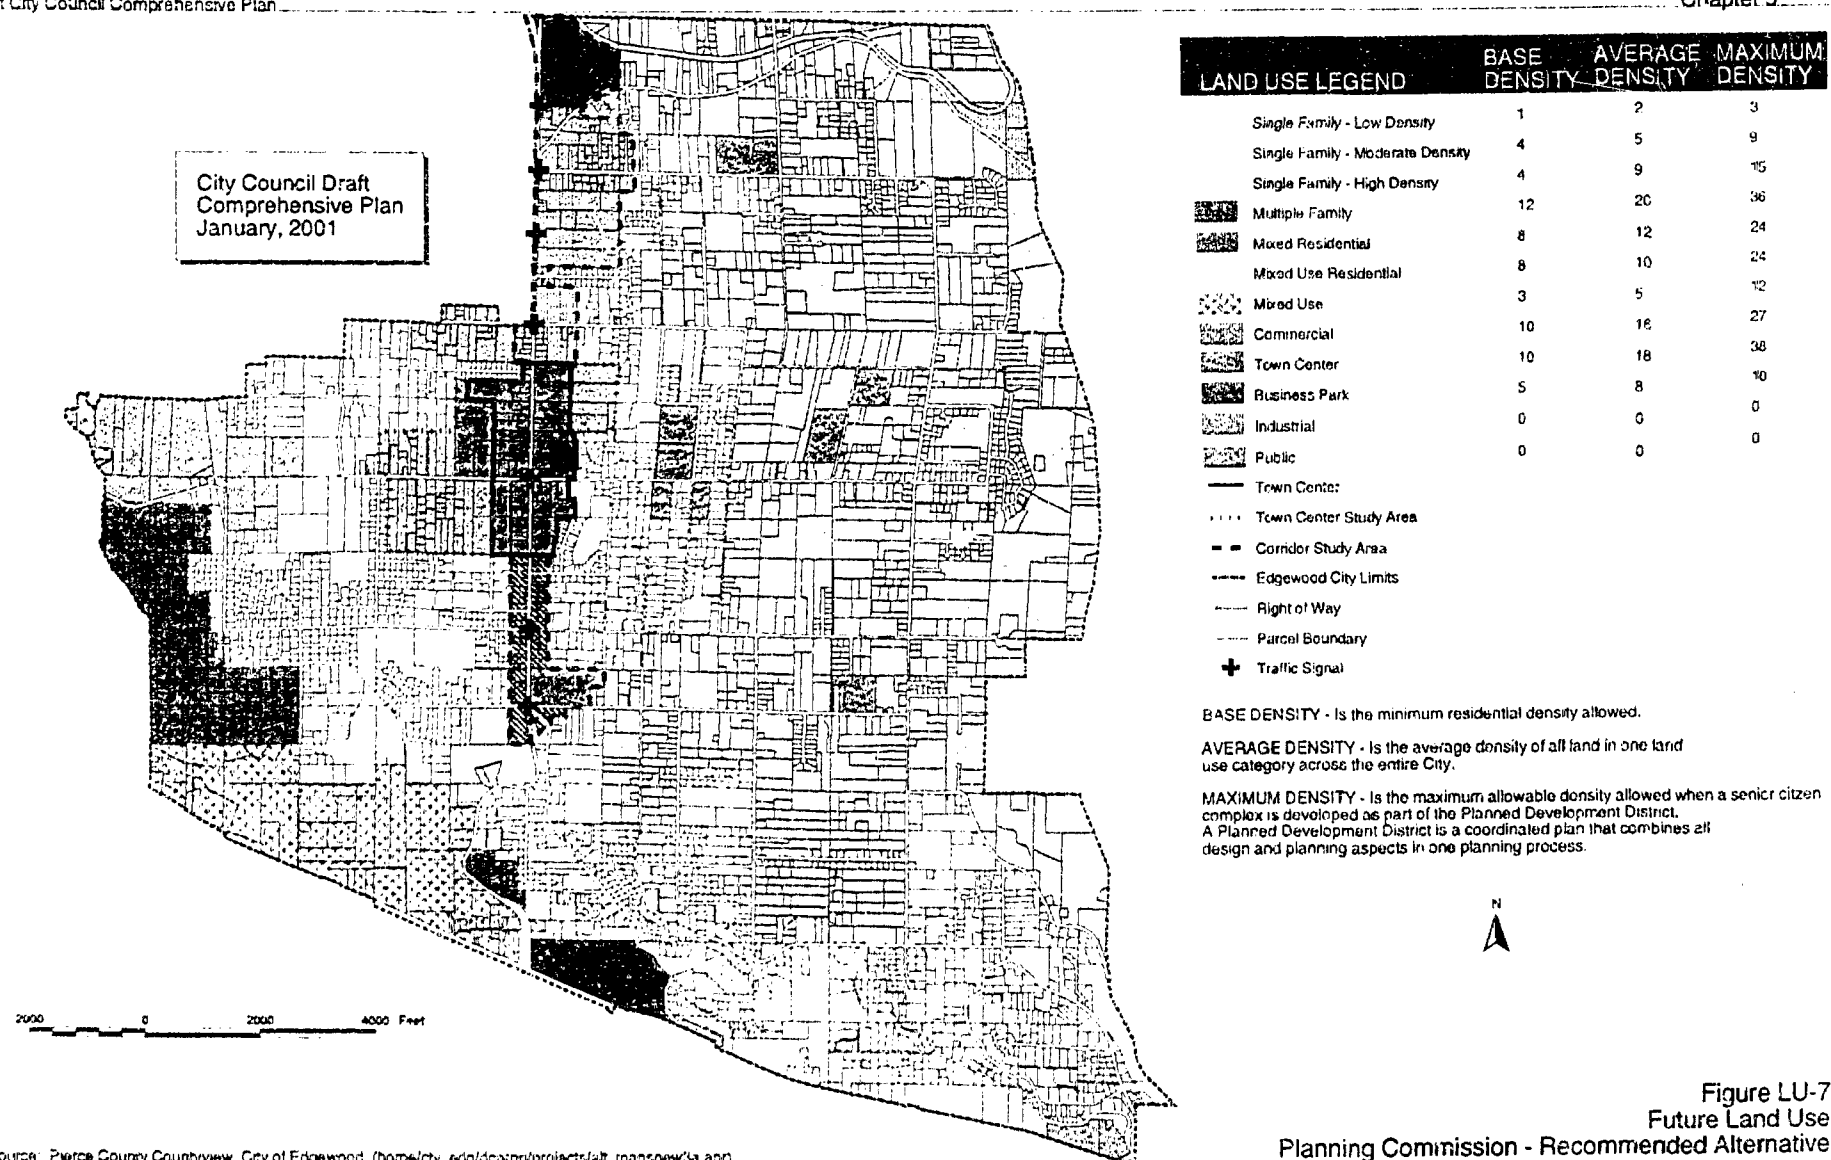 City Council Comprehensive Plan
Chapter
City Council Draft
Comprehensive Plan
January, 2001
LAND USE LEGEND BASE DENSITY AVERAGE DENSITY MAXIMUM DENSITY
Single Family - Low Density 1 2 3
Single Family - Moderate Density 4 5 9
Single Family - High Density 4 9 15
Multiple Family 12 20 36
Mixed Residential 8 12 24
Mixed Use Residential 8 10 24
Mixed Use 3 5 12
Commercial 10 16 27
Town Center 10 18 38
Business Park 5 8 10
Industrial 0 0 0
Public 0 0 0
Town Center
Town Center Study Area
Corridor Study Area
Edgewood City Limits
Right of Way
Parcel Boundary
Traffic Signal
BASE DENSITY - Is the minimum residential density allowed.
AVERAGE DENSITY - Is the average density of all land in one land
use category across the entire City.
MAXIMUM DENSITY - Is the maximum allowable density allowed when a senior citzen
complex is developed as part of the Planned Development District.
A Planned Development District is a coordinated plan that combines all
design and planning aspects in one planning process.
N
2000 0 2000 4000 Feet
Figure LU-7
Future Land Use
Planning Commission - Recommended Alternative
Pierce County Countyview, City of Edgewood